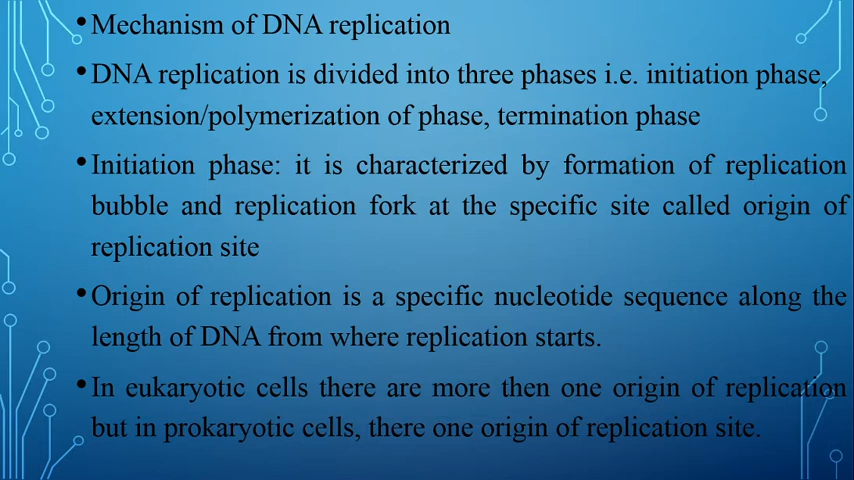 • Mechanism of DNA replication
• DNA replication is divided into three phases i.e. initiation phase,
extension/polymerization of phase, termination phase
• Initiation phase: it is characterized by formation of replication
bubble and replication fork at the specific site called origin of
replication site
• Origin of replication is a specific nucleotide sequence along the
length of DNA from where replication starts.
• In eukaryotic cells there are more then one origin of replication
but in prokaryotic cells, there one origin of replication site.